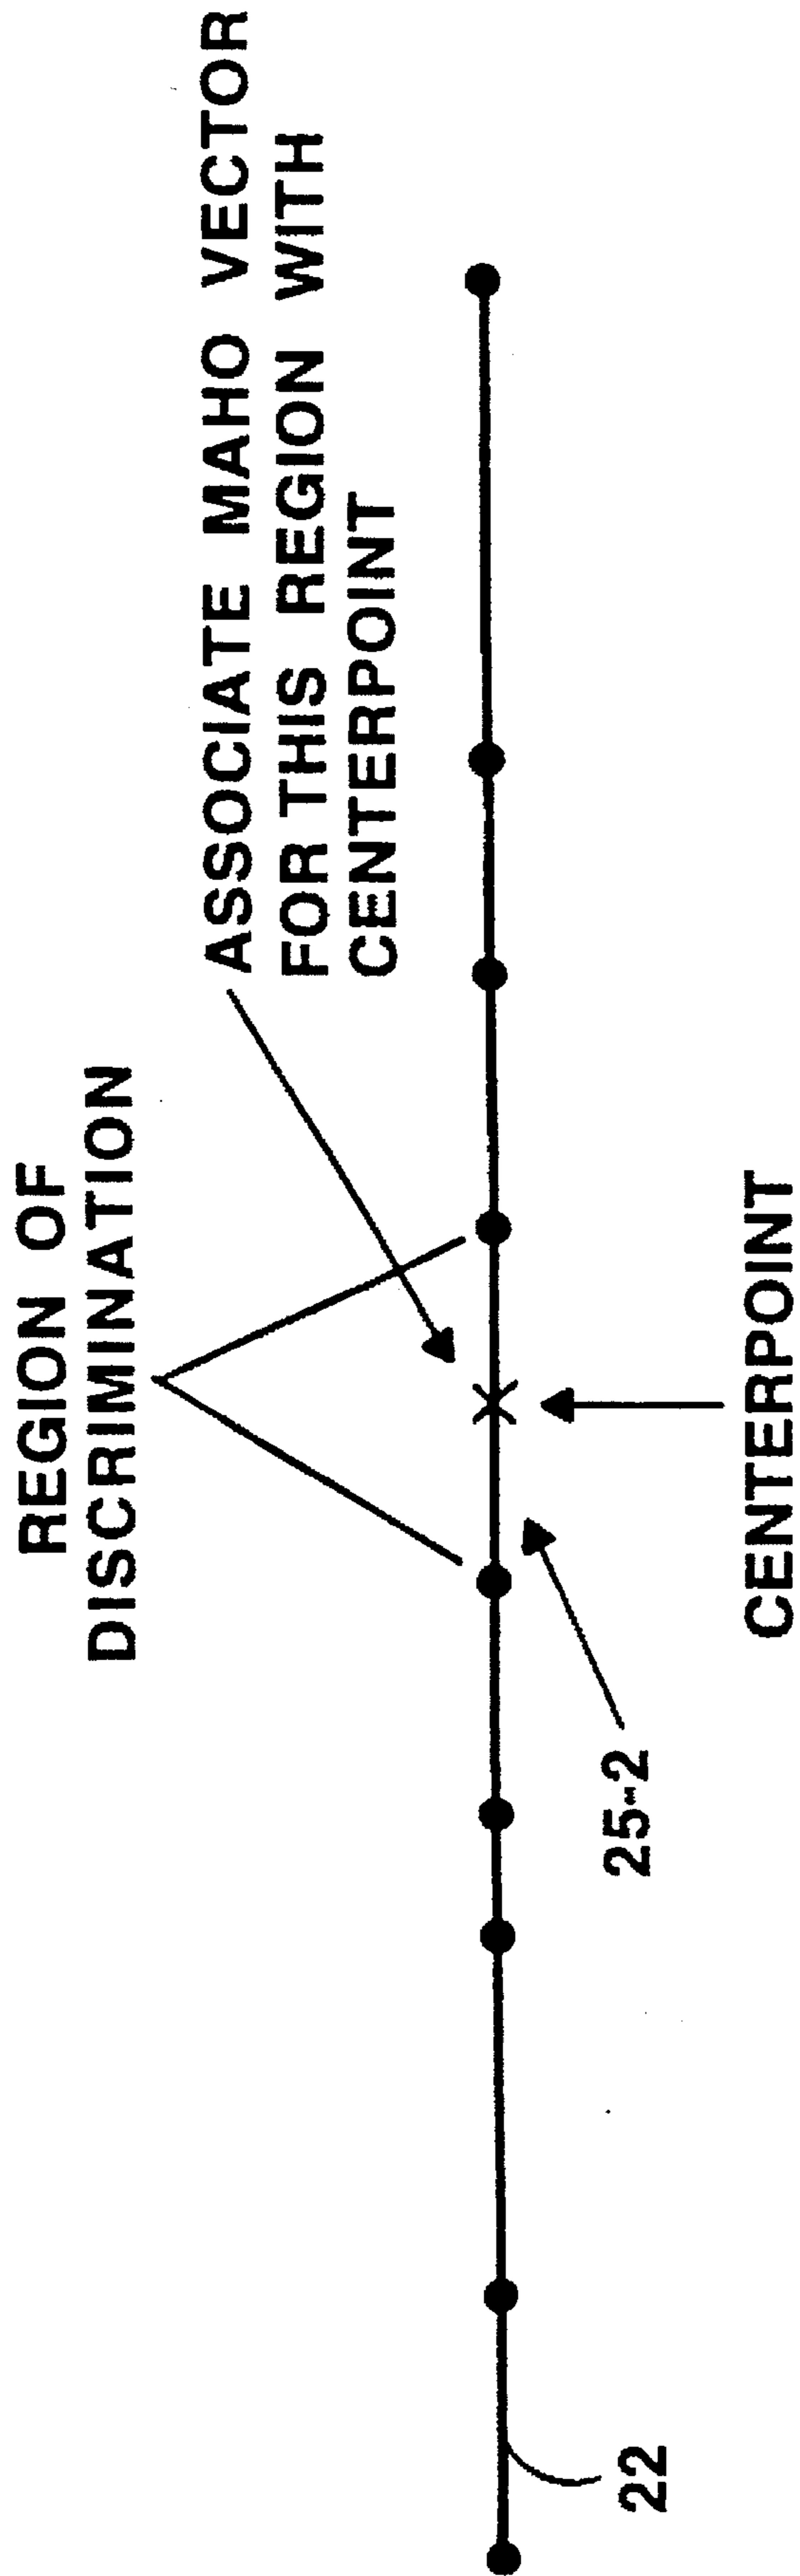 REGION OF
DISCRIMINATION
ASSOCIATE MAHO VECTOR
FOR THIS REGION WITH
CENTERPOINT
25-2
22
CENTERPOINT